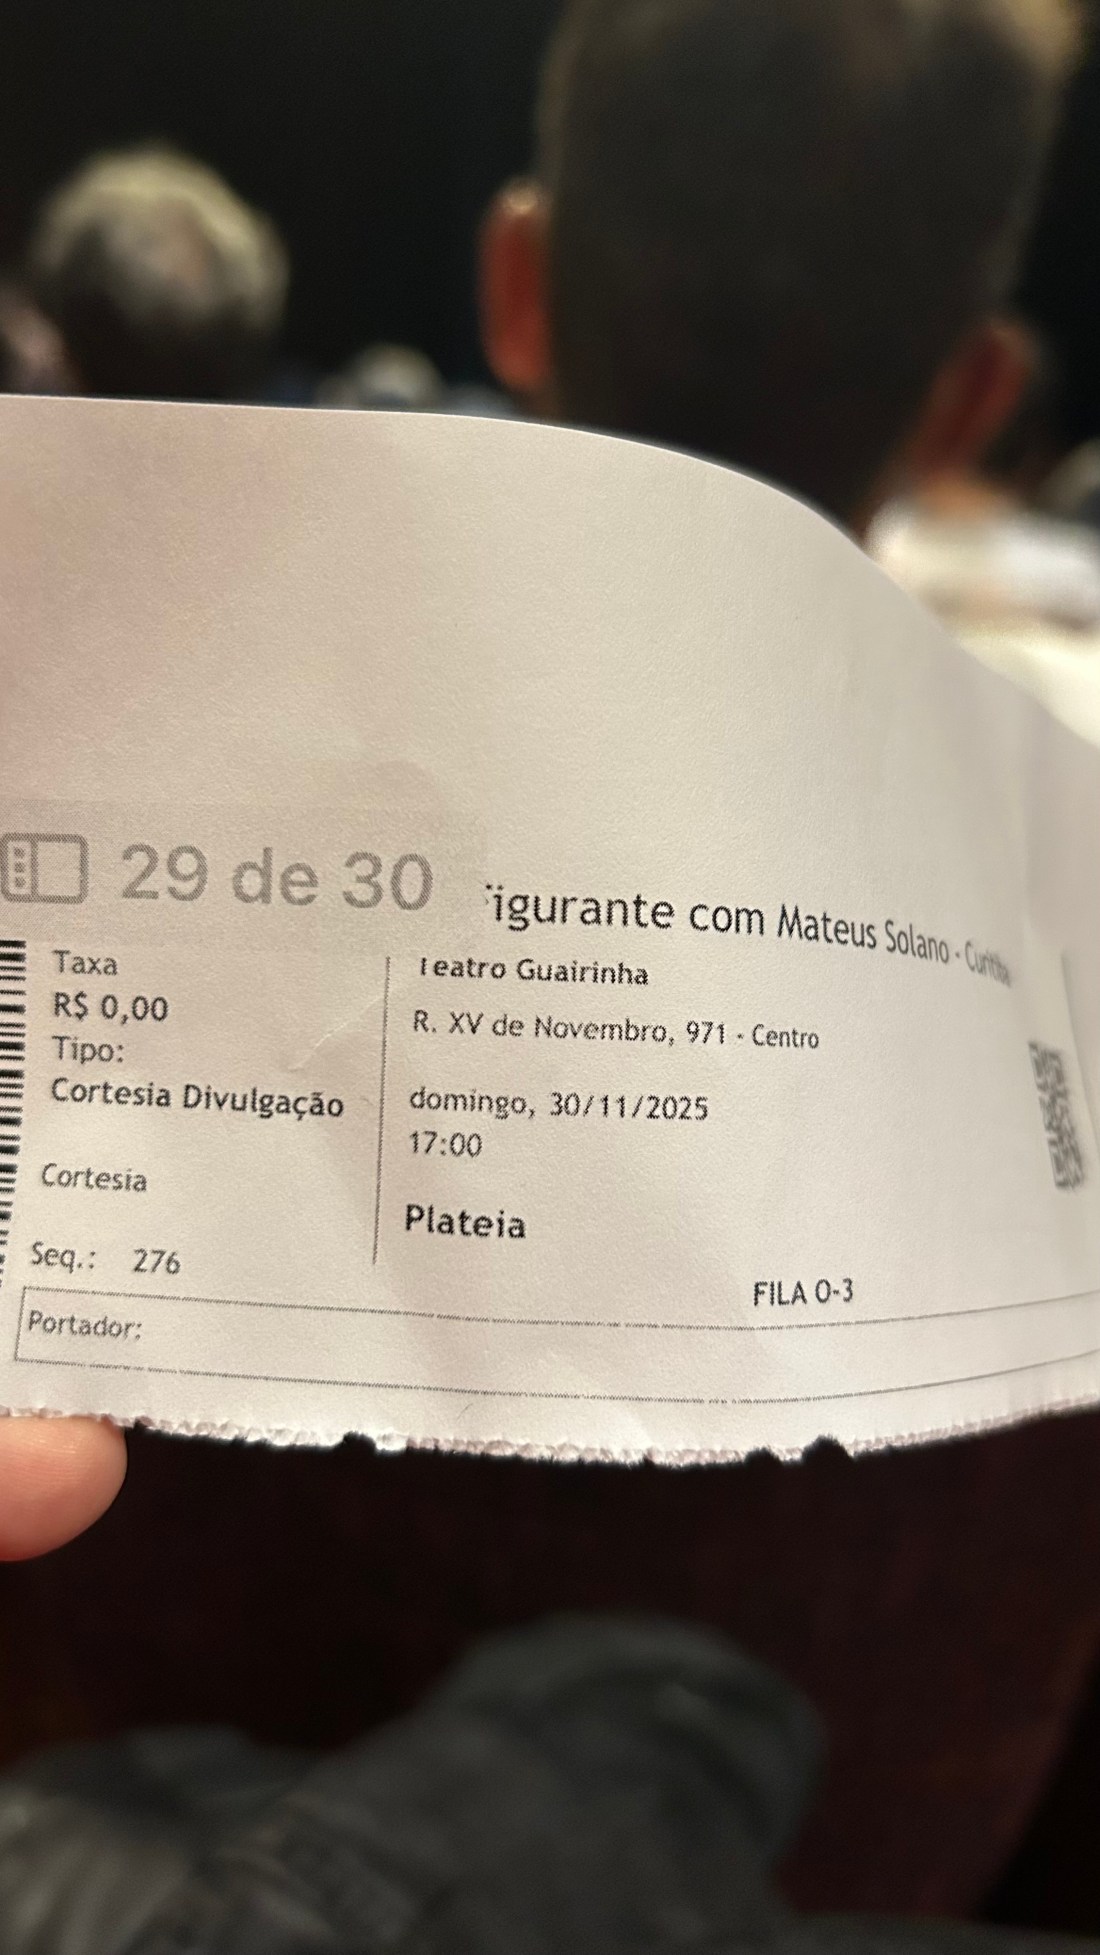 29 de 30
Figurante com Mateus Solano - Curitiba
Taxa
R$ 0,00
Tipo:
Cortesia Divulgação
Cortesia
Seq.: 276
Teatro Guairinha
R. XV de Novembro, 971 - Centro
domingo, 30/11/2025
17:00
Plateia
FILA O-3
Portador: